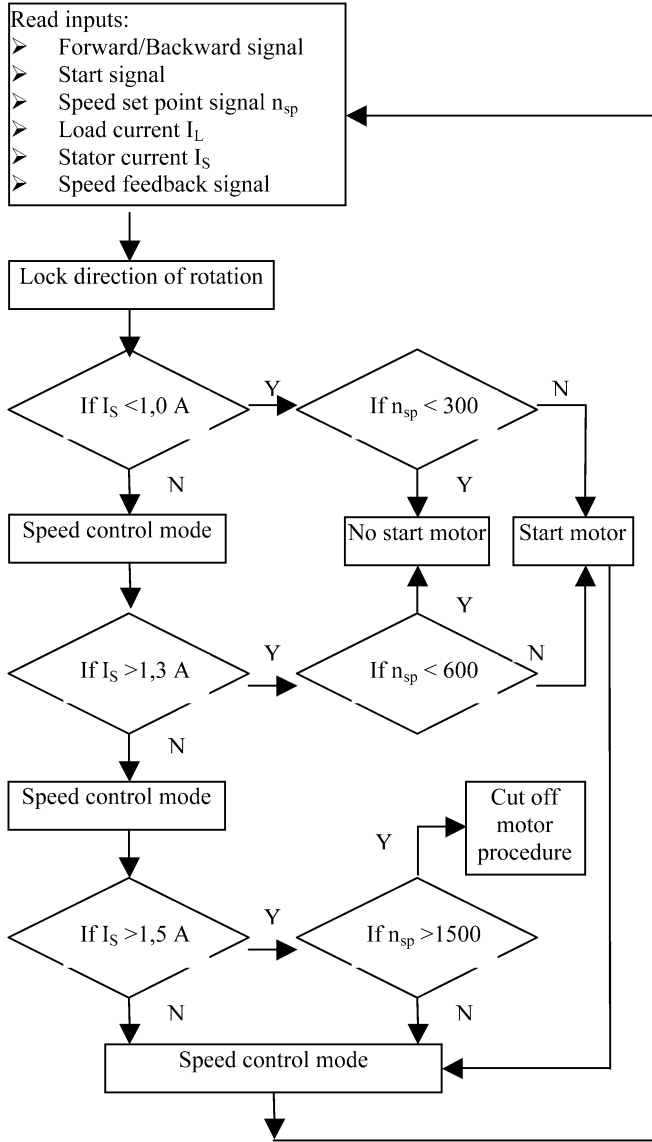 Read inputs:
➢ Forward/Backward signal
➢ Start signal
➢ Speed set point signal nsp
➢ Load current IL
➢ Stator current IS
➢ Speed feedback signal
Lock direction of rotation
If IS <1,0 A
Y
If nsp < 300
N
N
Y
Speed control mode
No start motor
Start motor
Y
If IS >1,3 A
Y
If nsp < 600
N
N
Speed control mode
Cut off
motor
procedure
Y
If IS >1,5 A
Y
If nsp >1500
N
N
Speed control mode